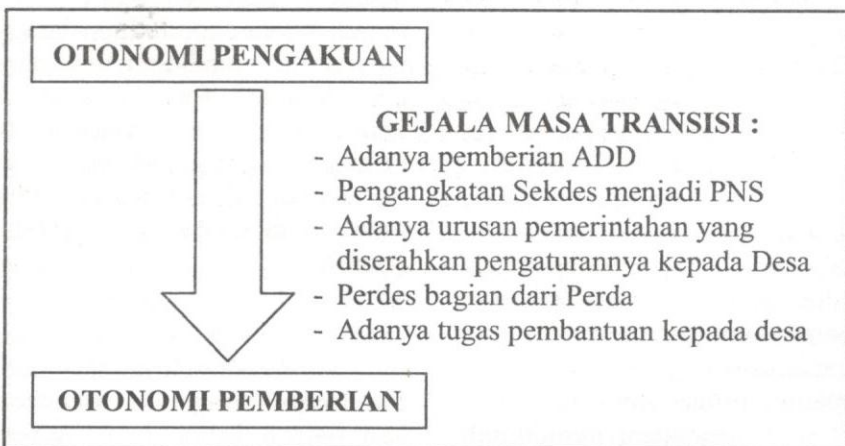 OTONOMI PENGAKUAN
GEJALA MASA TRANSISI :
- Adanya pemberian ADD
- Pengangkatan Sekdes menjadi PNS
- Adanya urusan pemerintahan yang
diserahkan pengaturannya kepada Desa
- Perdes bagian dari Perda
- Adanya tugas pembantuan kepada desa
OTONOMI PEMBERIAN